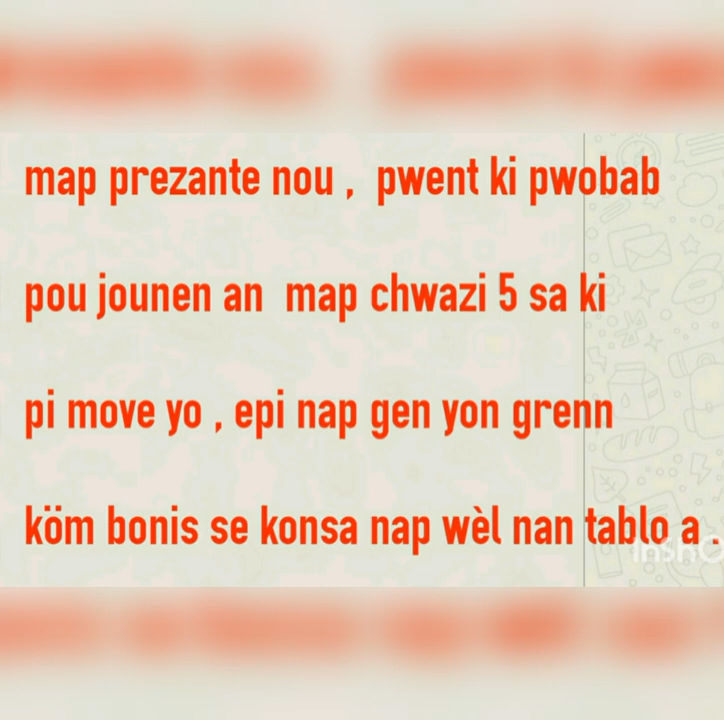 map prezante nou , pwent ki pwobab
pou jounen an map chwazi 5 sa ki
pi move yo , epi nap gen yon grenn
köm bonis se konsa nap wèl nan tablo a .